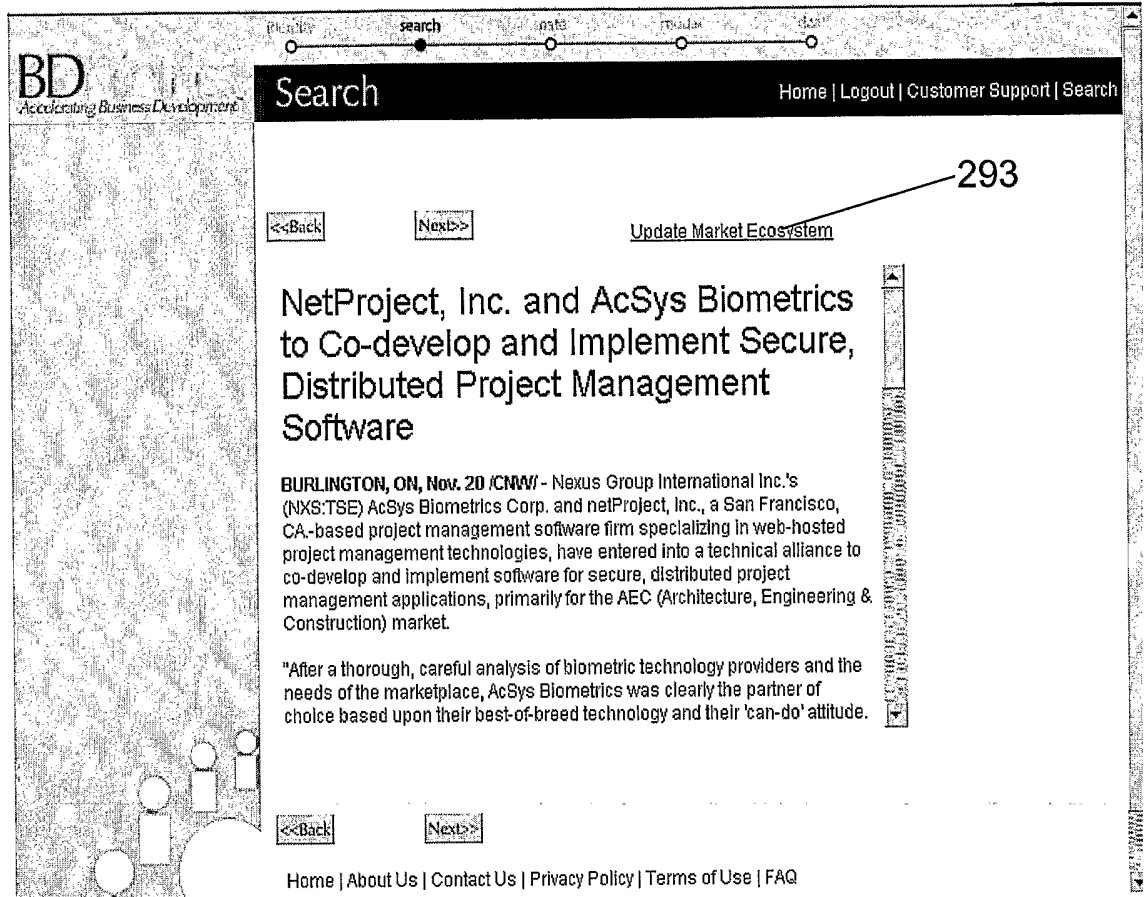 search
BD
Accelerating Business Development
Search
Home | Logout | Customer Support | Search
293
<<Back
Next>>
Update Market Ecosystem
NetProject, Inc. and AcSys Biometrics
to Co-develop and Implement Secure,
Distributed Project Management
Software
BURLINGTON, ON, Nov. 20 /CNW/ - Nexus Group International Inc.'s
(NXS:TSE) AcSys Biometrics Corp. and netProject, Inc., a San Francisco,
CA.-based project management software firm specializing in web-hosted
project management technologies, have entered into a technical alliance to
co-develop and implement software for secure, distributed project
management applications, primarily for the AEC (Architecture, Engineering &
Construction) market.
"After a thorough, careful analysis of biometric technology providers and the
needs of the marketplace, AcSys Biometrics was clearly the partner of
choice based upon their best-of-breed technology and their 'can-do' attitude.
<<Back
Next>>
Home | About Us | Contact Us | Privacy Policy | Terms of Use | FAQ